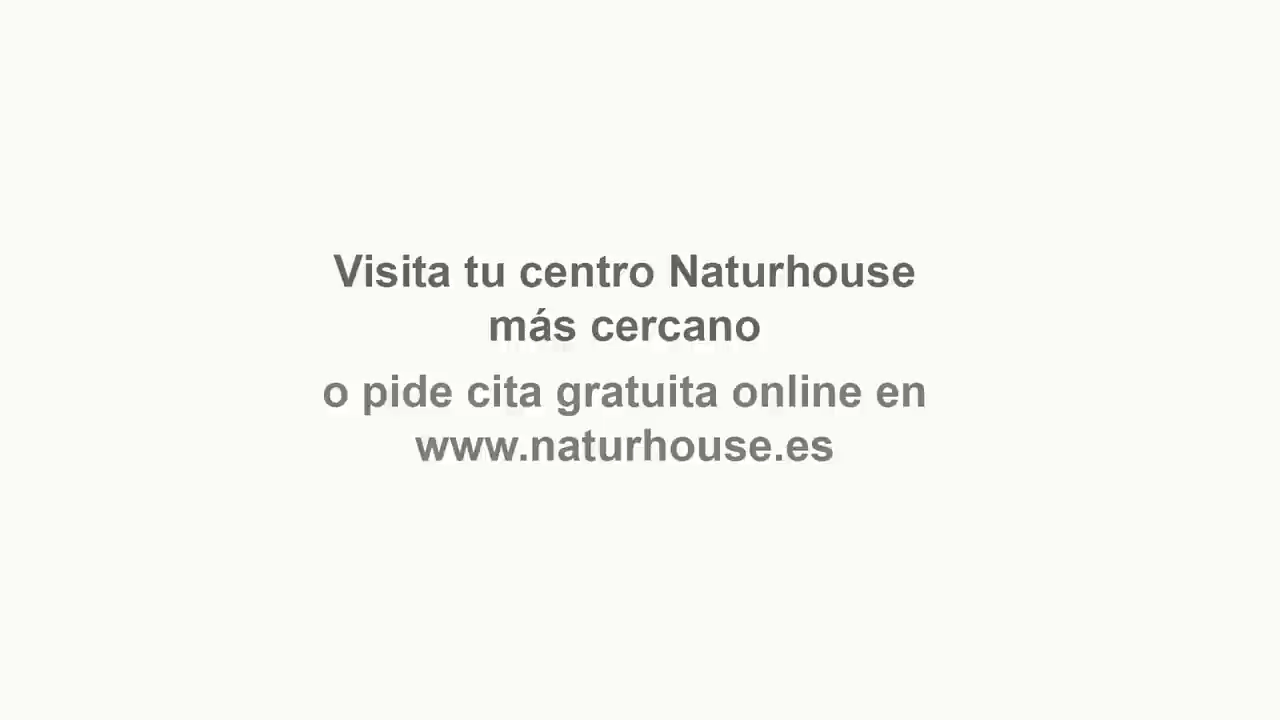 Visita tu centro Naturhouse
más cercano
o pide cita gratuita online en
www.naturhouse.es